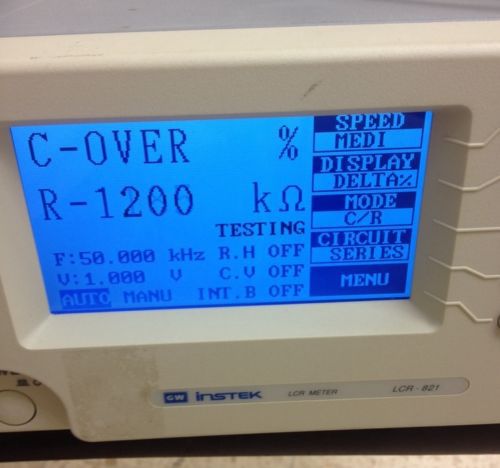 C-OVER %
R-1200 kΩ
TESTING
F:50.000 kHz R.H OFF
V:1.000 V C.V OFF
AUTO MANU INT.B OFF
SPEED
MEDI
DISPLAY
DELTA%
MODE
C/R
CIRCUIT
SERIES
MENU
GW INSTEK LCR METER LCR-821